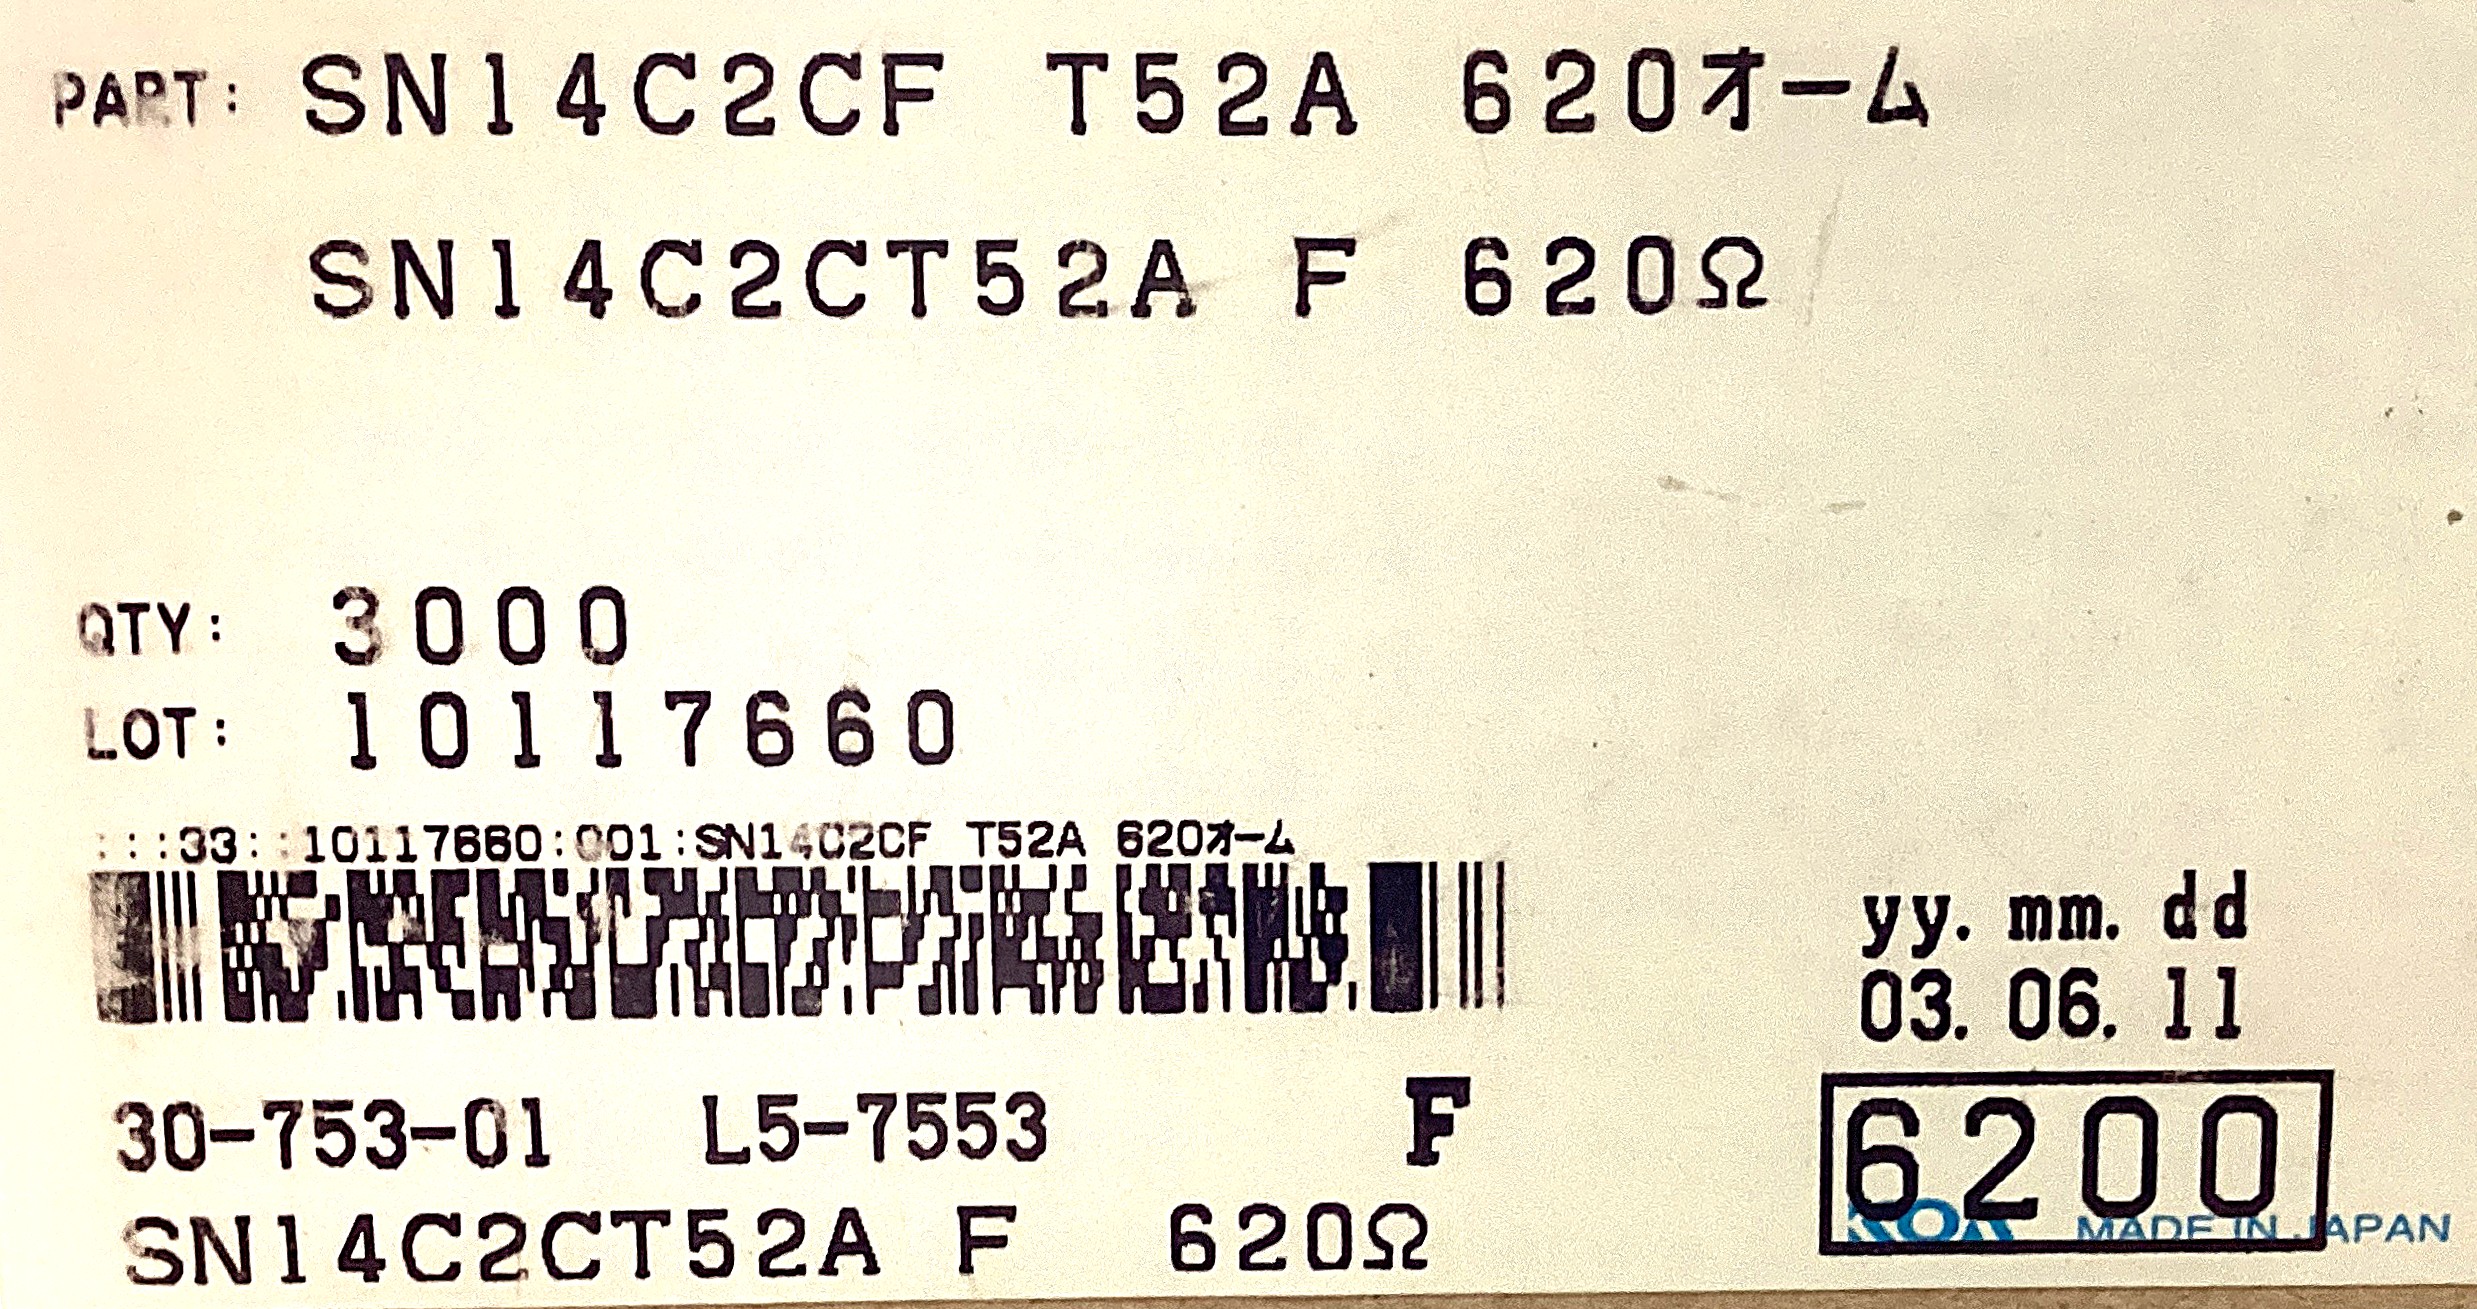 PART: SN14C2CF T52A 620オーム
SN14C2CT52A F 620Ω
QTY: 3000
LOT: 10117660
:::33::10117660:001:SN14C2CF T52A 620オーム
yy. mm. dd
03. 06. 11
30-753-01 L5-7553 F
6200
KOA MADE IN JAPAN
SN14C2CT52A F 620Ω